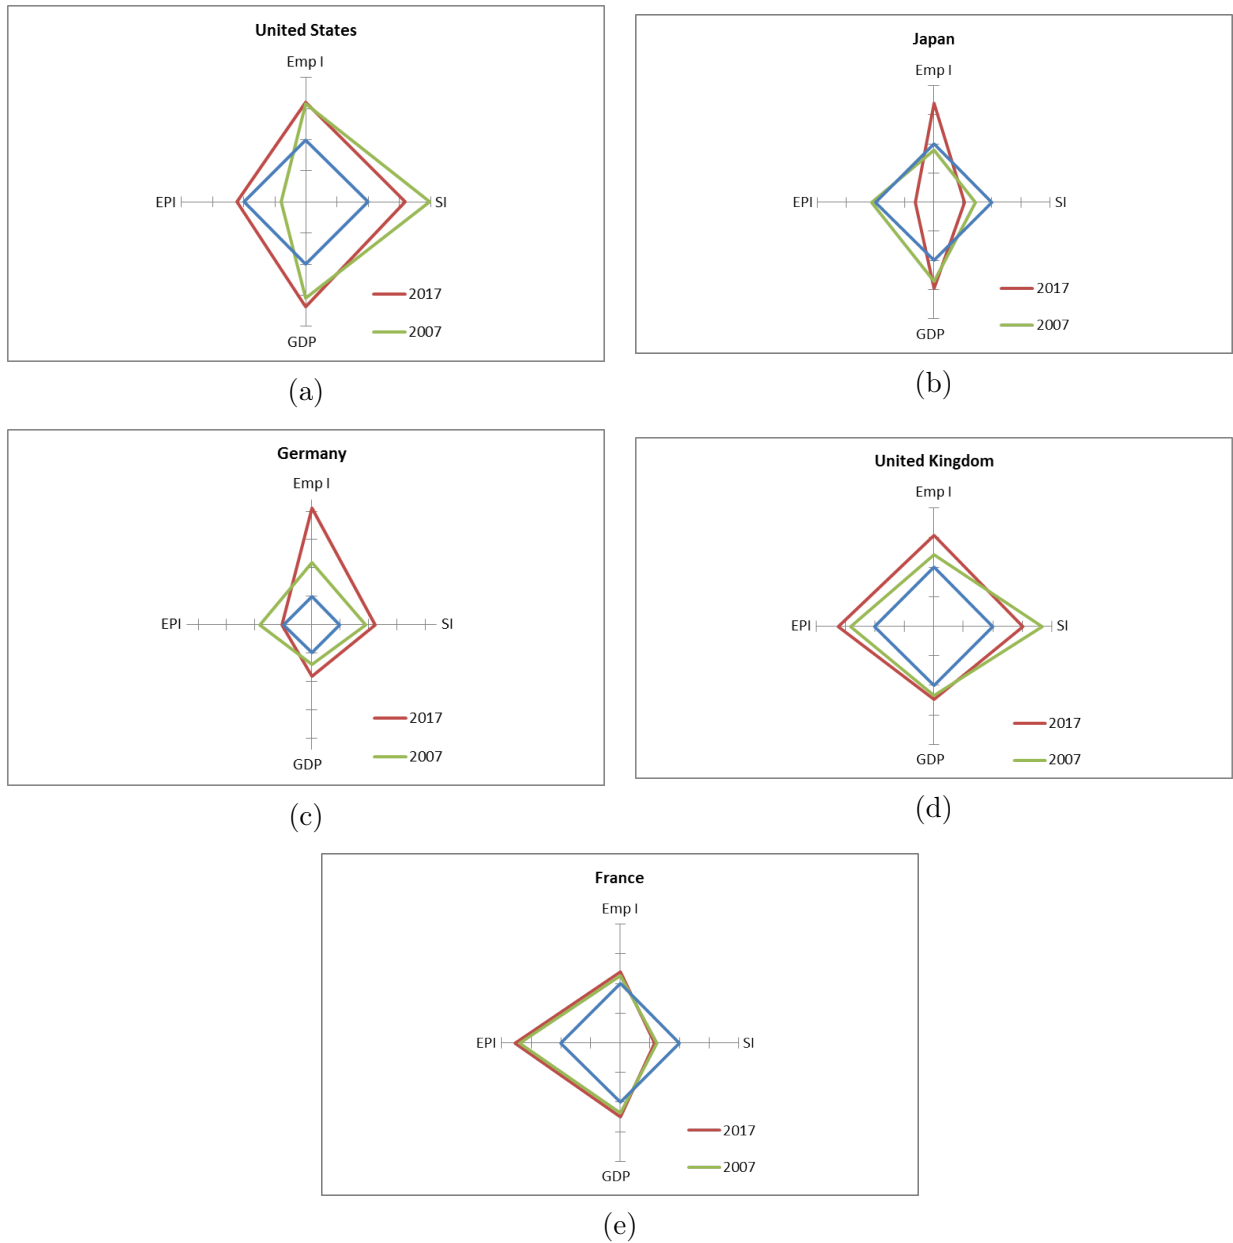 United States
Emp I
EPI
SI
2017
GDP
2007
(a)
Japan
Emp I
EPI
SI
2017
GDP
2007
(b)
Germany
Emp I
EPI
SI
2017
2007
GDP
(c)
United Kingdom
Emp I
EPI
SI
2017
GDP
2007
(d)
France
Emp I
EPI
SI
2017
2007
GDP
(e)